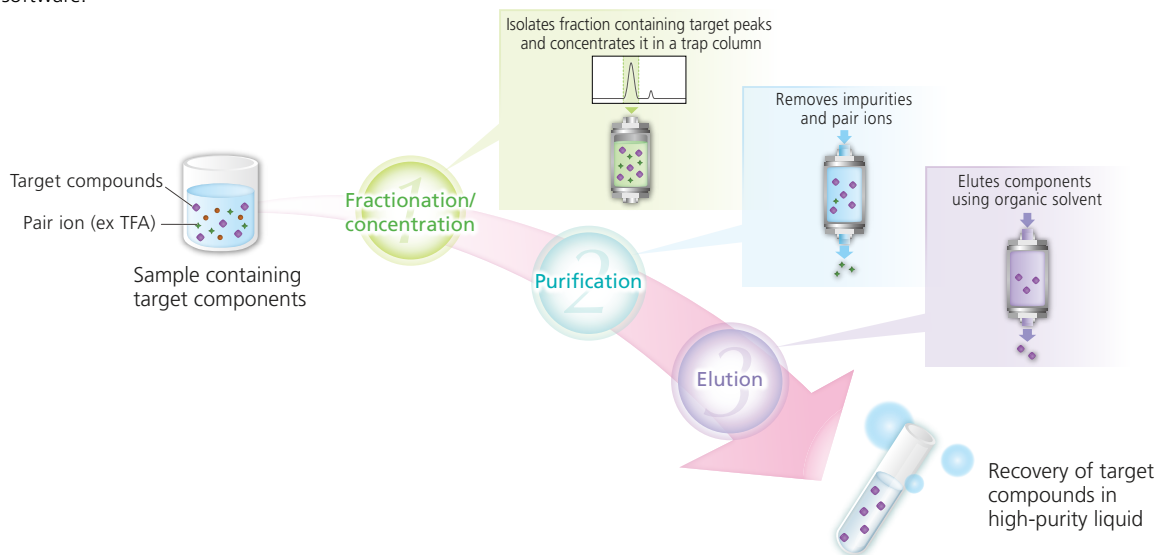 software.
Isolates fraction containing target peaks
and concentrates it in a trap column
Removes impurities
and pair ions
Elutes components
using organic solvent
Target compounds
Pair ion (ex TFA)
Sample containing
target components
1
Fractionation/
concentration
2
Purification
3
Elution
Recovery of target
compounds in
high-purity liquid